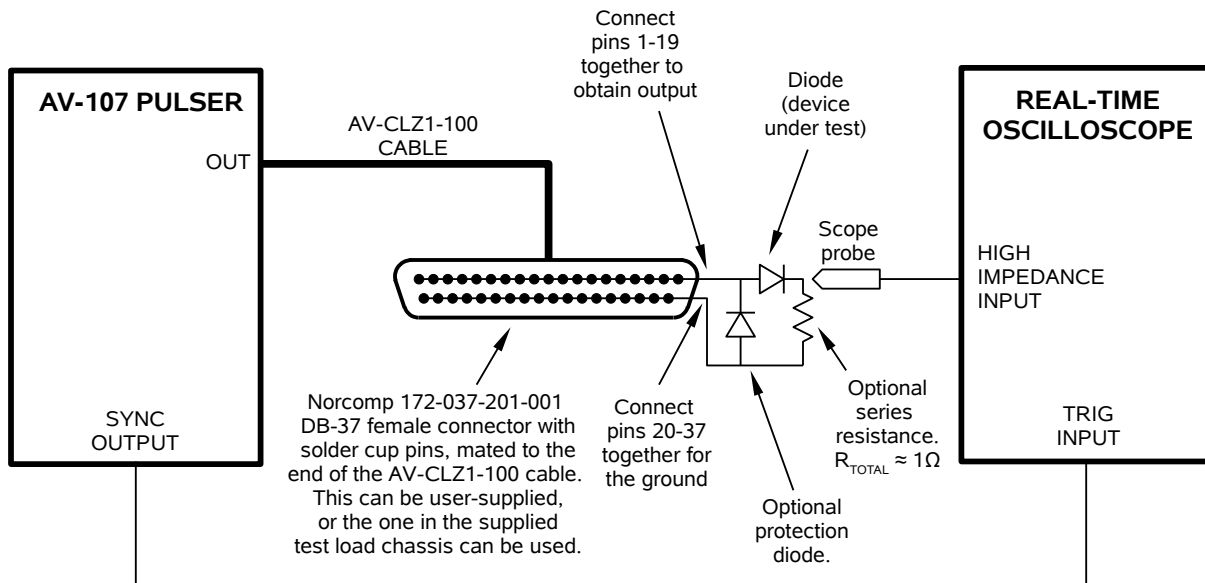 Connect
pins 1-19
together to
obtain output
Diode
(device
under test)
AV-107 PULSER
REAL-TIME
OSCILLOSCOPE
AV-CLZ1-100
CABLE
OUT
Scope
probe
HIGH
IMPEDANCE
INPUT
Norcomp 172-037-201-001
DB-37 female connector with
solder cup pins, mated to the
end of the AV-CLZ1-100 cable.
This can be user-supplied,
or the one in the supplied
test load chassis can be used.
Connect
pins 20-37
together for
the ground
Optional
series
resistance.
R_TOTAL ≈ 1Ω
Optional
protection
diode.
SYNC
OUTPUT
TRIG
INPUT